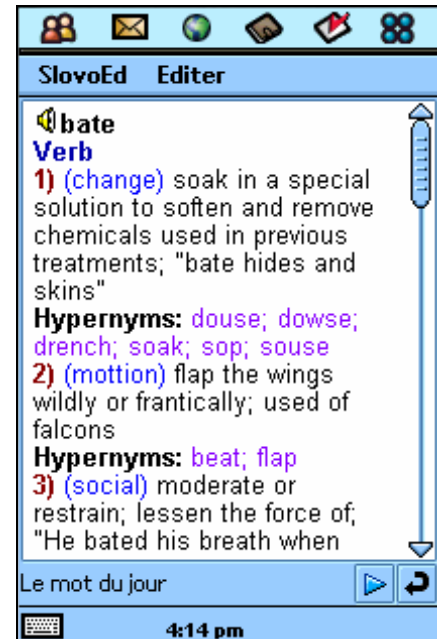 SlovoEd Editer
bate
Verb
1) (change) soak in a special
solution to soften and remove
chemicals used in previous
treatments; "bate hides and
skins"
Hypernyms: douse; dowse;
drench; soak; sop; souse
2) (mottion) flap the wings
wildly or frantically; used of
falcons
Hypernyms: beat; flap
3) (social) moderate or
restrain; lessen the force of;
"He bated his breath when
Le mot du jour
4:14 pm